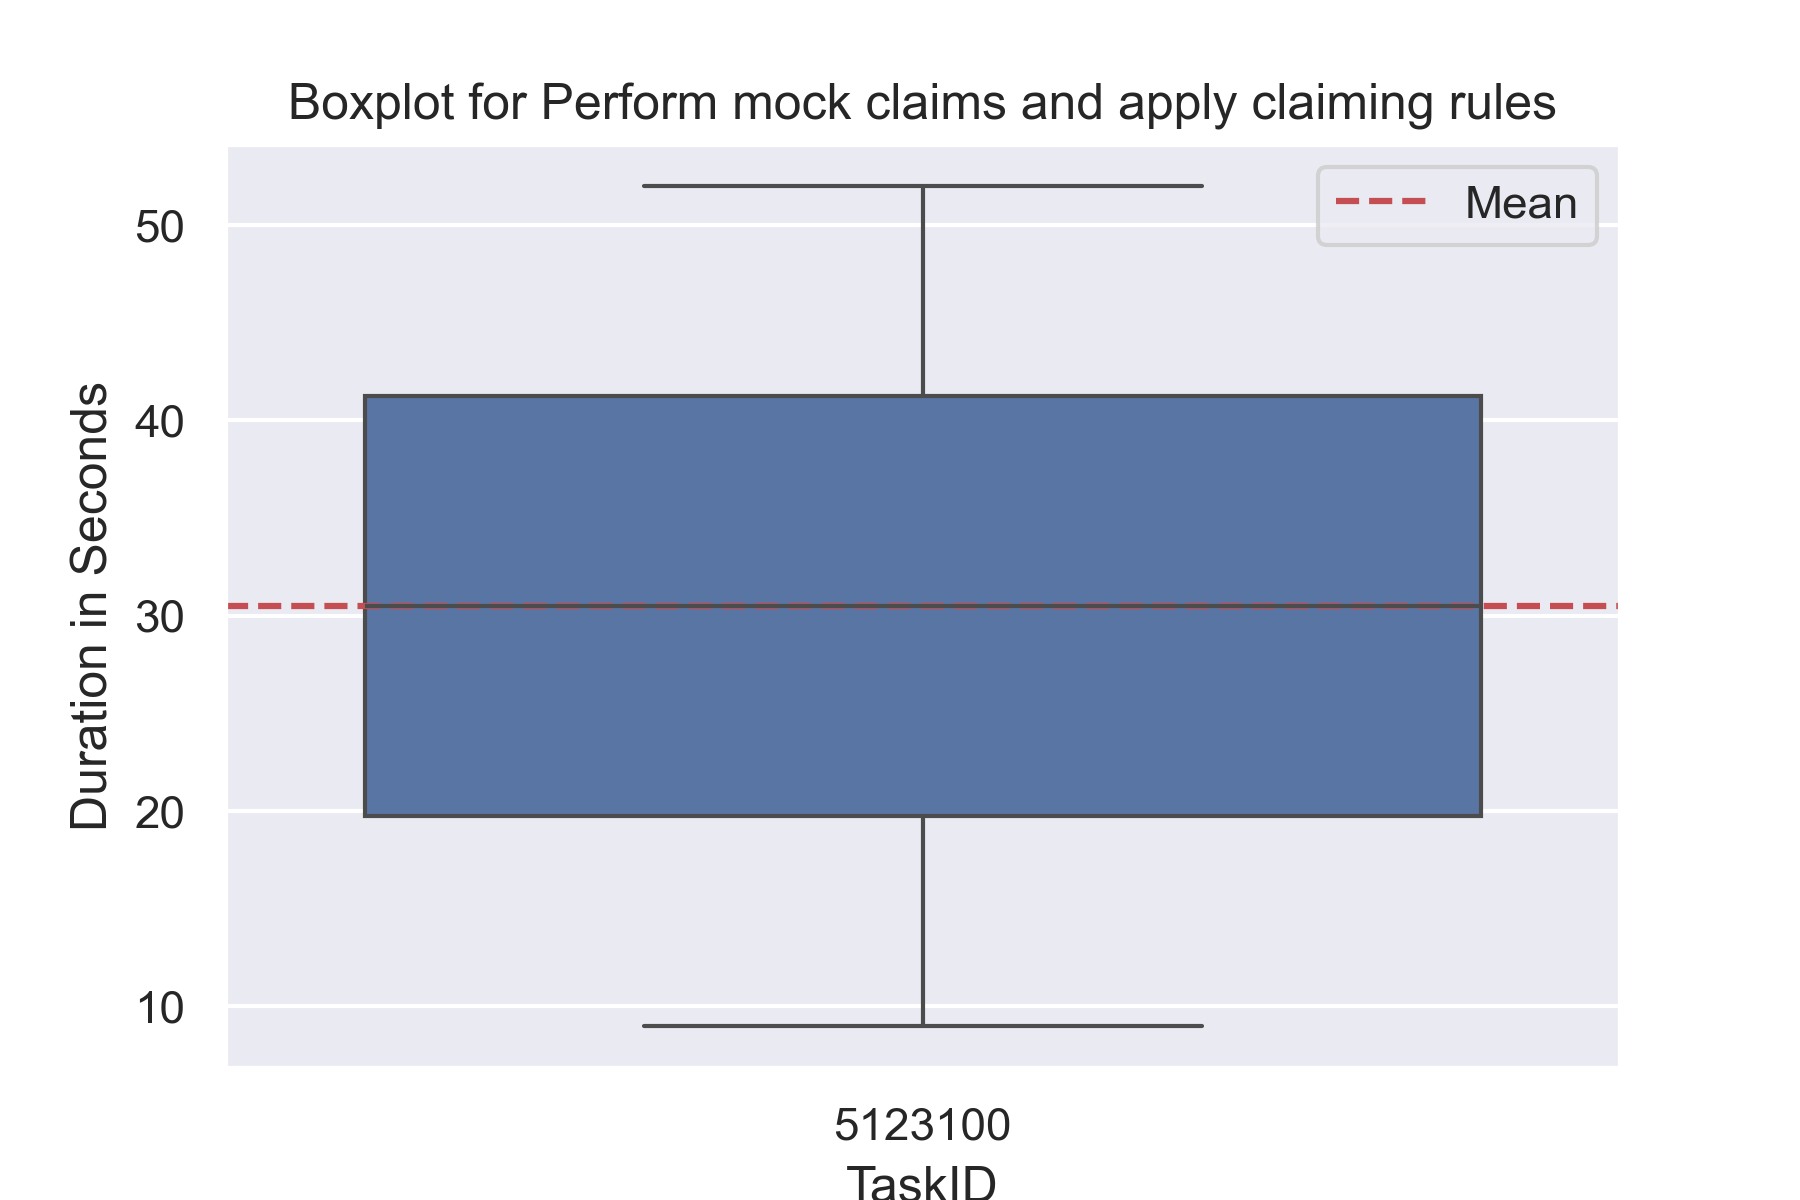 Boxplot for Perform mock claims and apply claiming rules
Mean
50
40
30
20
10
Duration in Seconds
5123100
TaskID